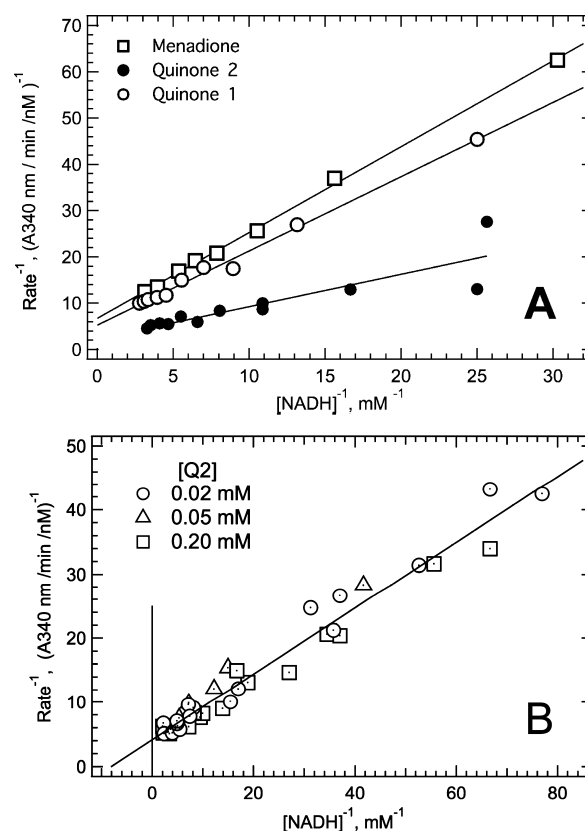 70
60
50
40
30
20
10
0
Rate⁻¹, (A340 nm / min /nM )⁻¹
Menadione
Quinone 2
Quinone 1
A
0
5
10
15
20
25
30
[NADH]⁻¹, mM⁻¹
50
40
30
20
10
0
Rate⁻¹, (A340 nm /min /nM)⁻¹
[Q2]
0.02 mM
0.05 mM
0.20 mM
B
0
20
40
60
80
[NADH]⁻¹, mM⁻¹